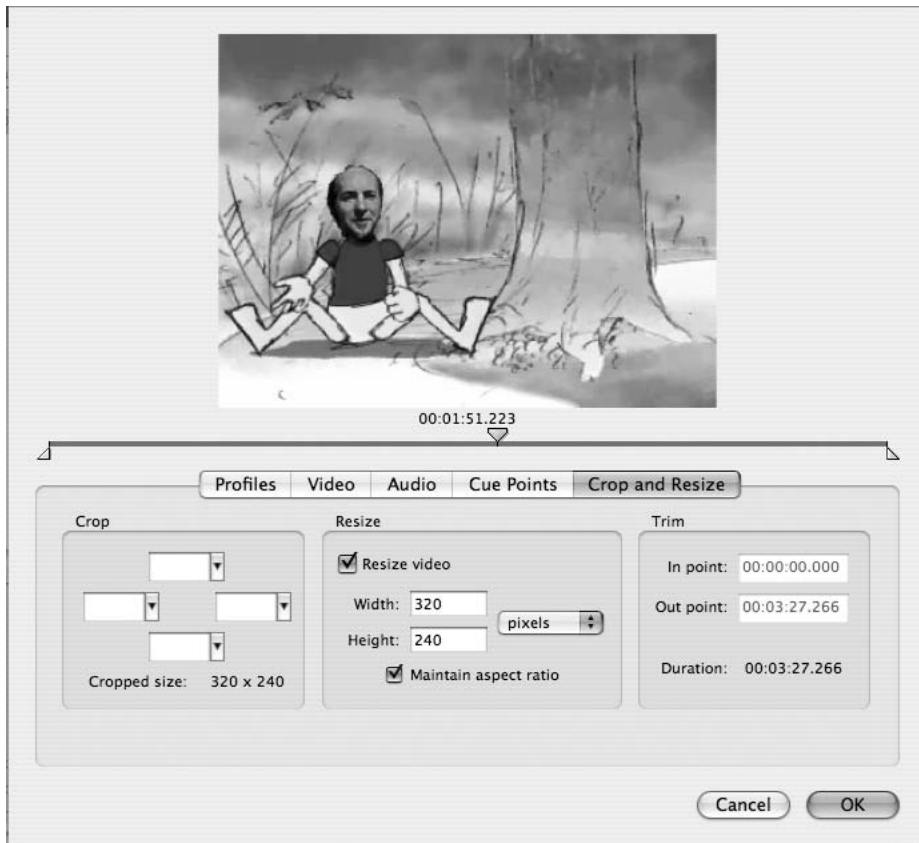 00:01:51.223
Profiles Video Audio Cue Points Crop and Resize
Crop
Cropped size: 320 x 240
Resize
Resize video
Width: 320
Height: 240
pixels
Maintain aspect ratio
Trim
In point: 00:00:00.000
Out point: 00:03:27.266
Duration: 00:03:27.266
Cancel OK